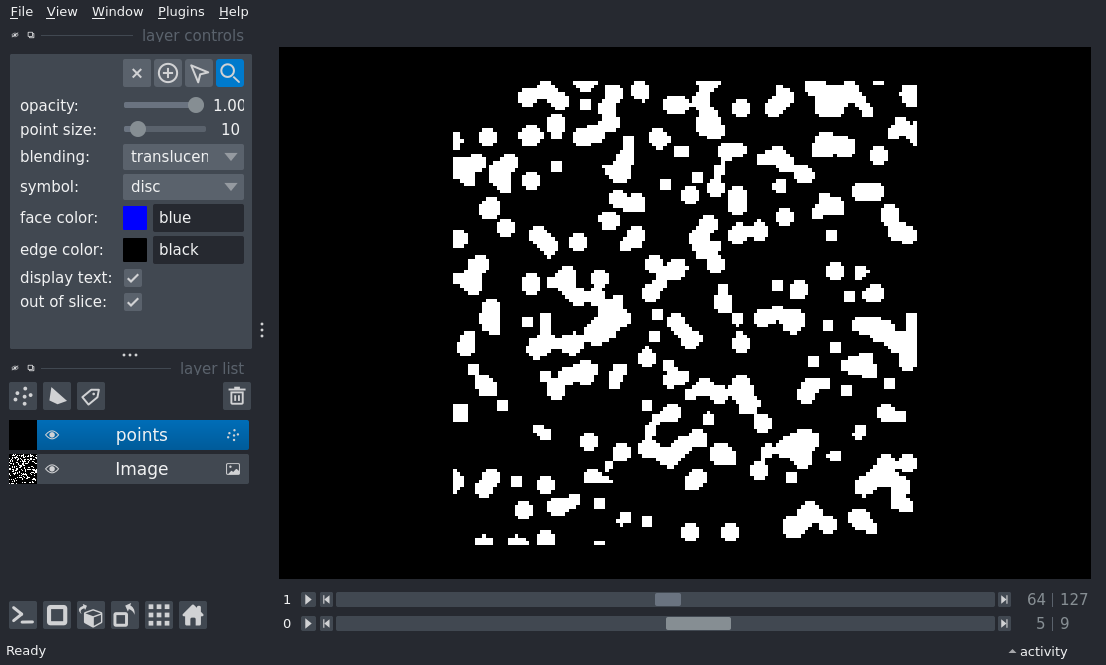 File View Window Plugins Help
layer controls
opacity: 1.00
point size: 10
blending: translucen
symbol: disc
face color: blue
edge color: black
display text:
out of slice:
layer list
points
Image
1 64 | 127
0 5 | 9
Ready activity